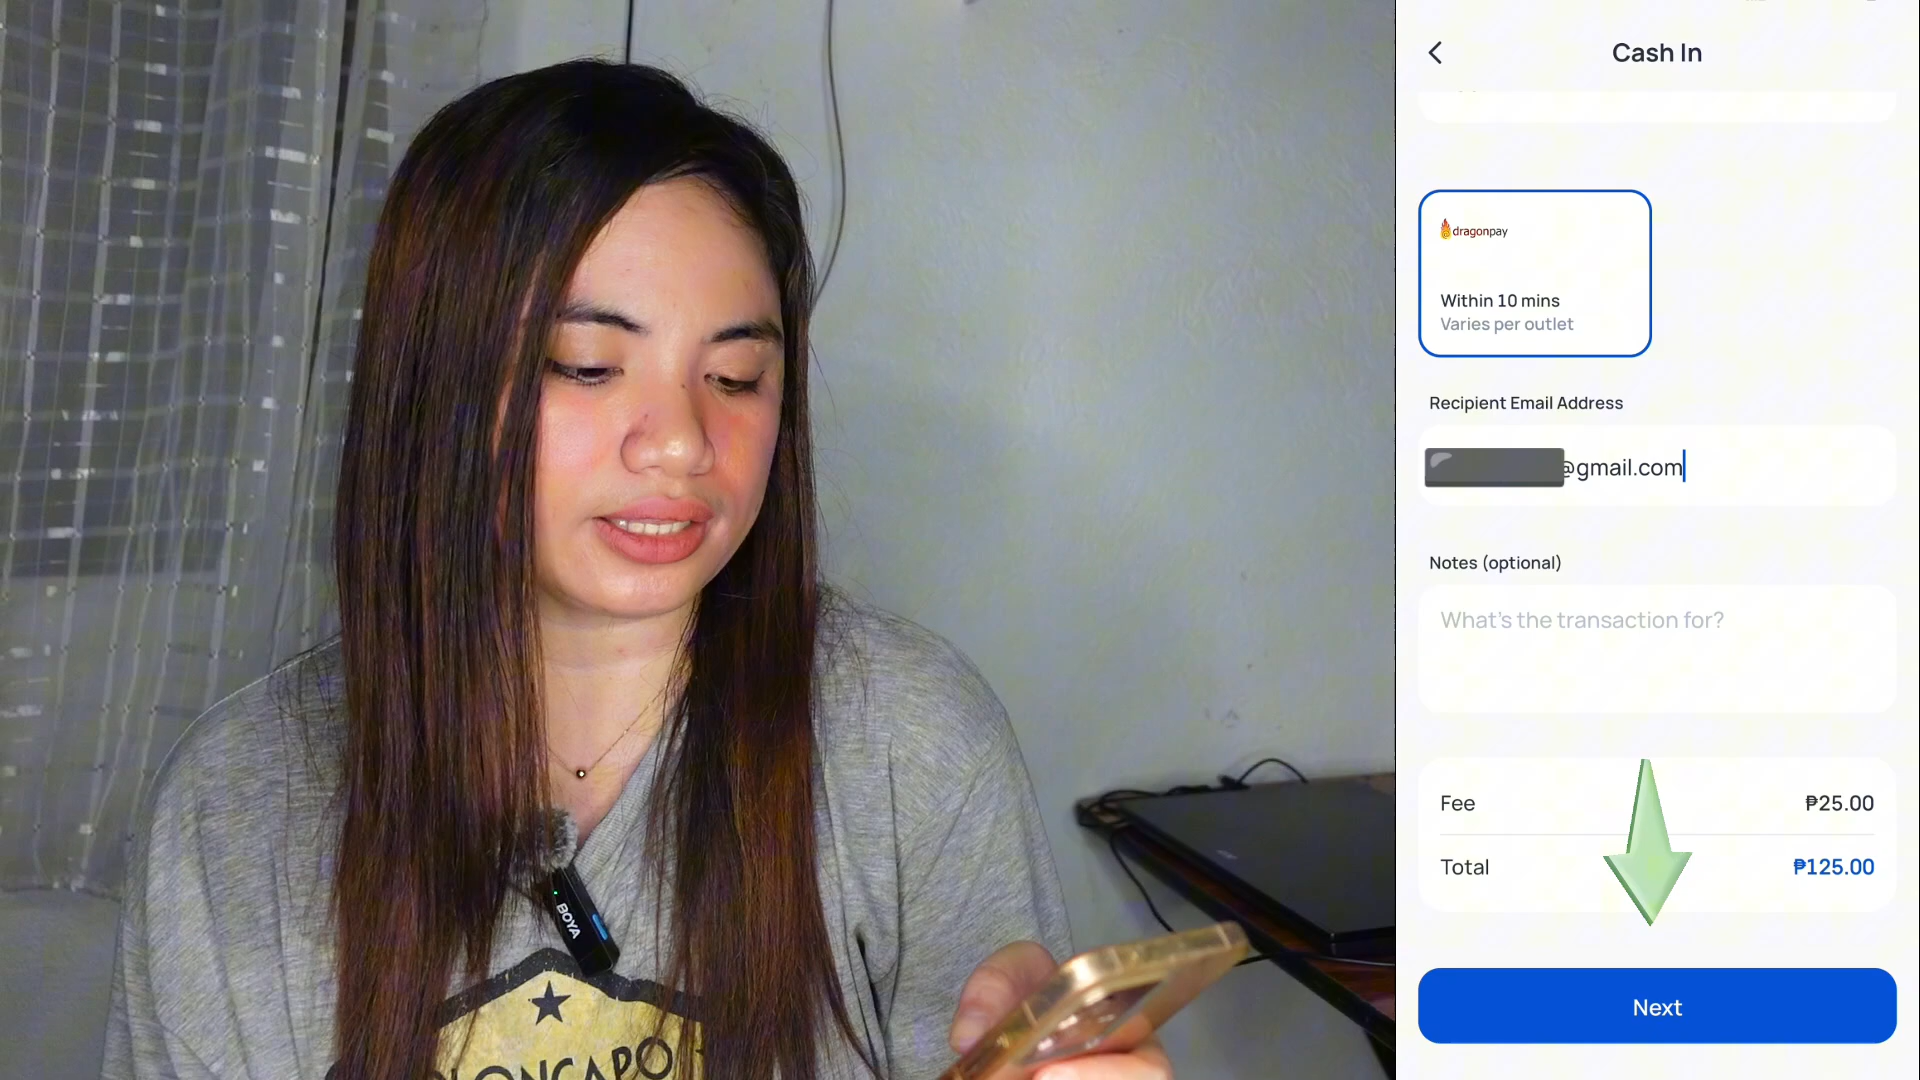 Cash In
dragonpay
Within 10 mins
Varies per outlet
Recipient Email Address
@gmail.com
Notes (optional)
What's the transaction for?
Fee ₱25.00
Total ₱125.00
Next
BOYA